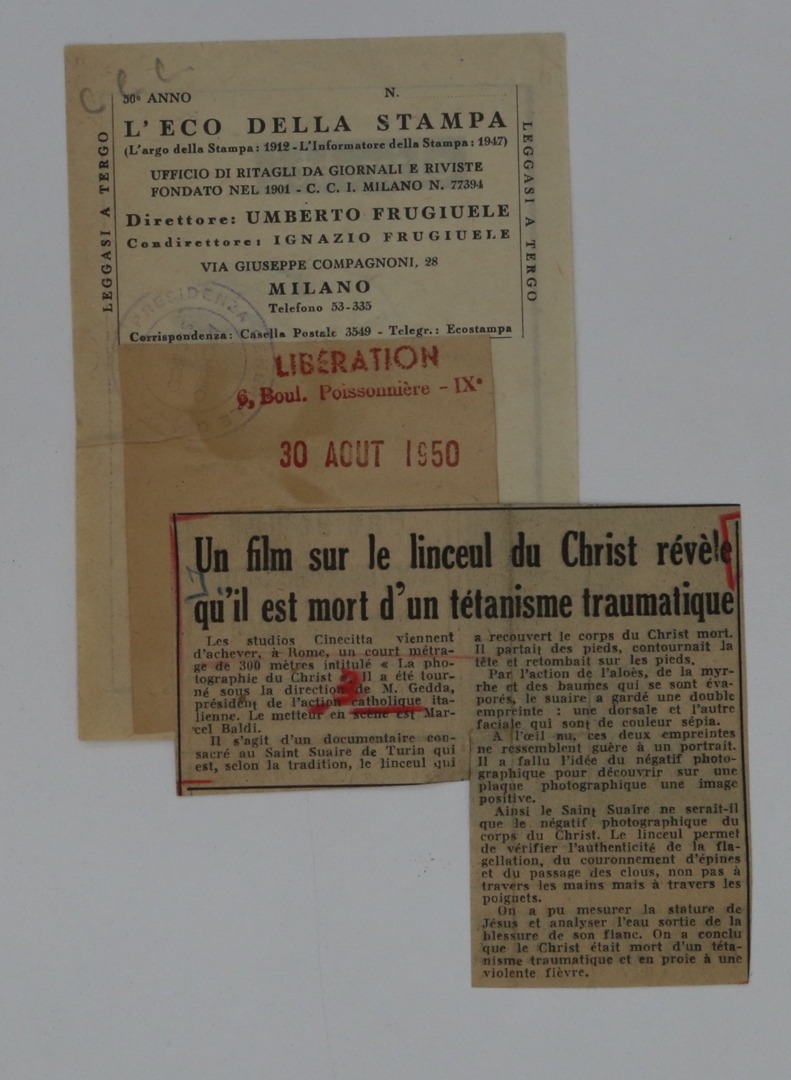 50° ANNO N.
L'ECO DELLA STAMPA
(L'argo della Stampa: 1912 - L'Informatore della Stampa: 1947)
UFFICIO DI RITAGLI DA GIORNALI E RIVISTE
FONDATO NEL 1901 - C. C. I. MILANO N. 77394
Direttore: UMBERTO FRUGIUELE
Condirettore: IGNAZIO FRUGIUELE
VIA GIUSEPPE COMPAGNONI, 28
MILANO
Telefono 53-335
Corrispondenza: Casella Postale 3549 - Telegr.: Ecostampa
LEGGASI A TERGO
LEGGASI A TERGO
PRESIDENZA
LIBÉRATION
6, Boul. Poissonnière - IX°
30 AOUT 1950
Un film sur le linceul du Christ révèle
qu'il est mort d'un tétanisme traumatique
Les studios Cinecitta viennent
d'achever, à Rome, un court métra-
ge de 300 mètres intitulé « La pho-
tographie du Christ ». Il a été tour-
né sous la direction de M. Gedda,
président de l'action catholique ita-
lienne. Le metteur en scène est Mar-
cel Baldi.
Il s'agit d'un documentaire con-
sacré au Saint Suaire de Turin qui
est, selon la tradition, le linceul qui
a recouvert le corps du Christ mort.
Il partait des pieds, contournait la
tête et retombait sur les pieds.
Par l'action de l'aloès, de la myr-
rhe et des baumes qui se sont éva-
porés, le suaire a gardé une double
empreinte : une dorsale et l'autre
faciale qui sont de couleur sépia.
A l'œil nu, ces deux empreintes
ne ressemblent guère à un portrait.
Il a fallu l'idée du négatif photo-
graphique pour découvrir sur une
plaque photographique une image
positive.
Ainsi le Saint Suaire ne serait-il
que le négatif photographique du
corps du Christ. Le linceul permet
de vérifier l'authenticité de la fla-
gellation, du couronnement d'épines
et du passage des clous, non pas à
travers les mains mais à travers les
poignets.
On a pu mesurer la stature de
Jésus et analyser l'eau sortie de la
blessure de son flanc. On a conclu
que le Christ était mort d'un téta-
nisme traumatique et en proie à une
violente fièvre.